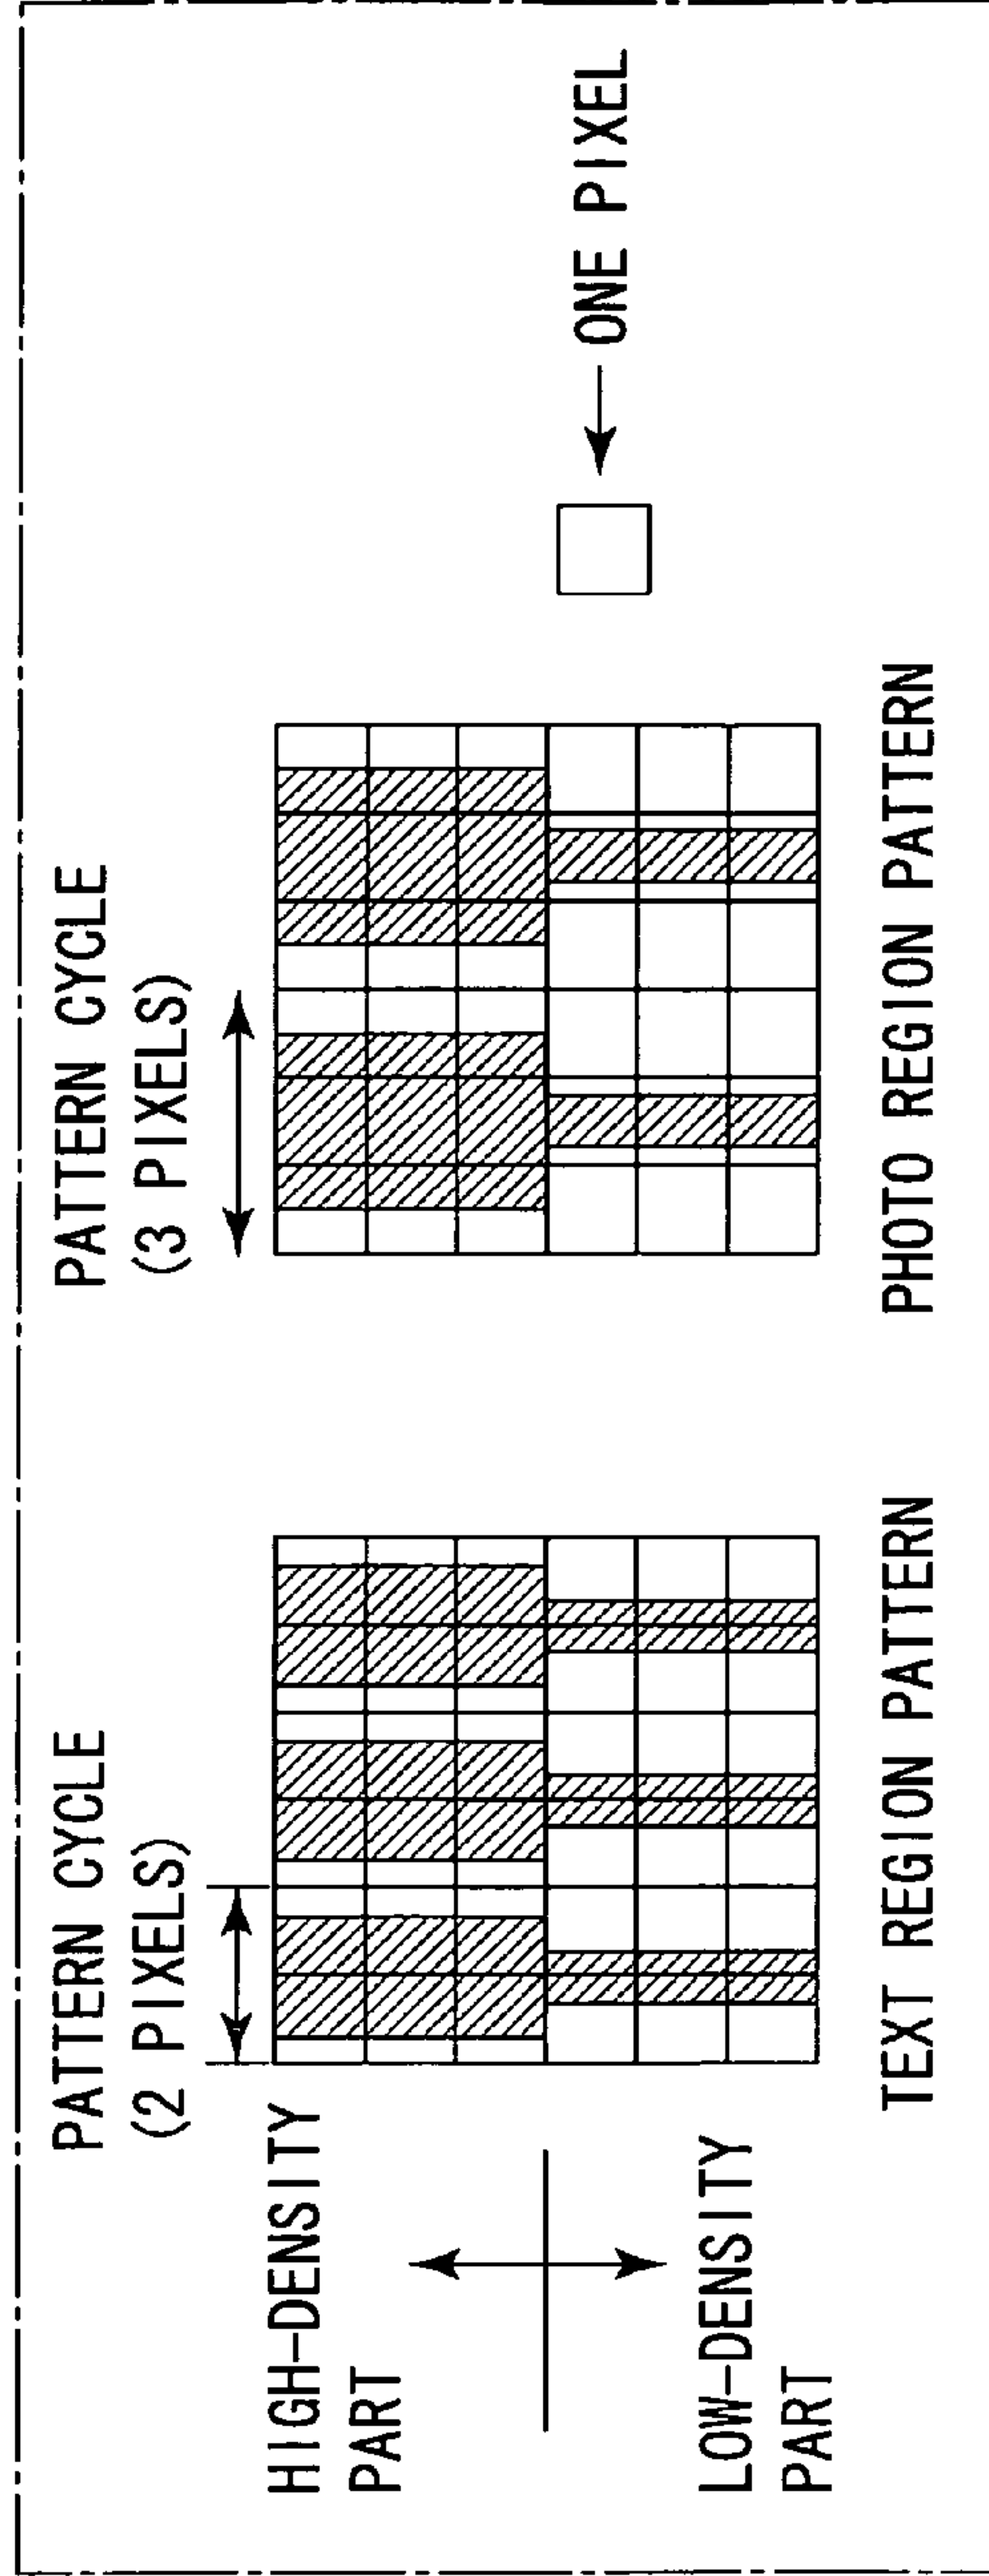 PATTERN CYCLE
(2 PIXELS)
PATTERN CYCLE
(3 PIXELS)
HIGH-DENSITY
PART
LOW-DENSITY
PART
ONE PIXEL
TEXT REGION PATTERN
PHOTO REGION PATTERN